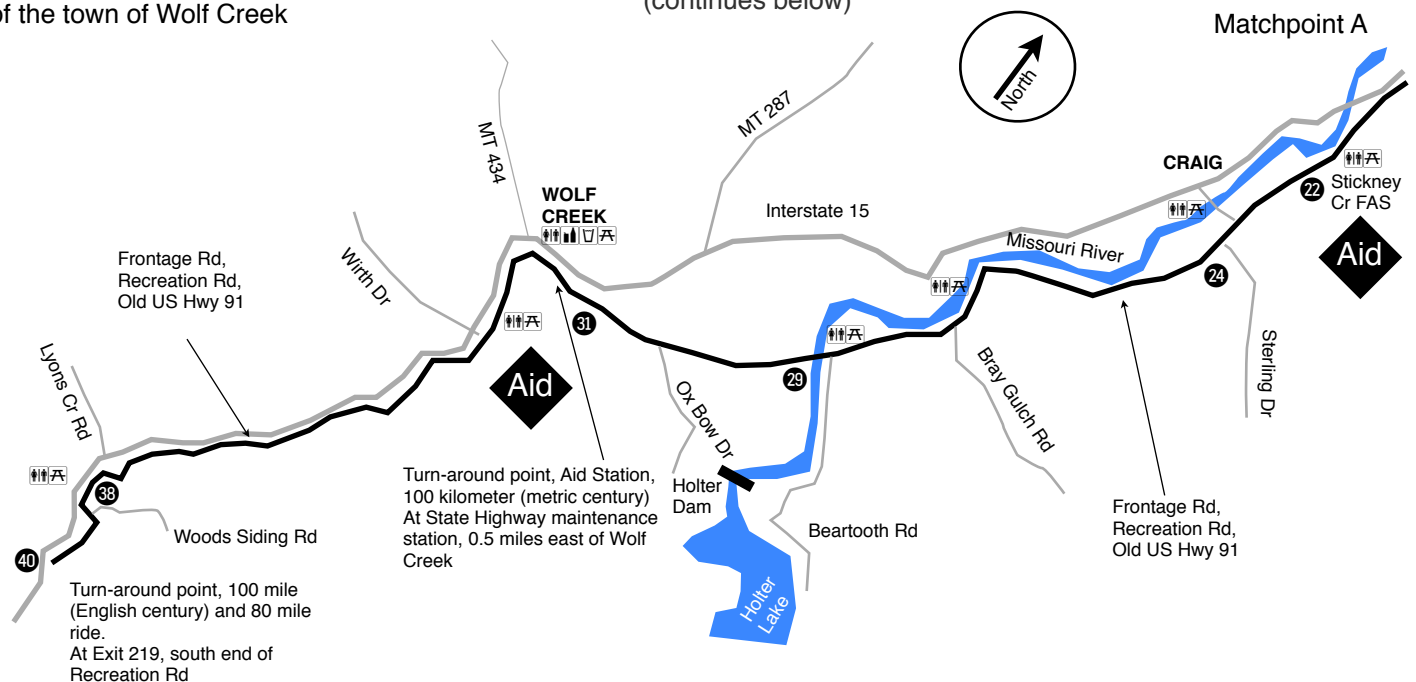 of the town of Wolf Creek
(continues below)
Matchpoint A
North
MT 434
MT 287
WOLF
CREEK
Interstate 15
CRAIG
Missouri River
22
Stickney
Cr FAS
Aid
24
Frontage Rd,
Recreation Rd,
Old US Hwy 91
Wirth Dr
31
29
Sterling Dr
Bray Gulch Rd
Lyons Cr Rd
Aid
Ox Bow Dr
Turn-around point, Aid Station,
100 kilometer (metric century)
At State Highway maintenance
station, 0.5 miles east of Wolf
Creek
Holter
Dam
Beartooth Rd
Frontage Rd,
Recreation Rd,
Old US Hwy 91
38
Woods Siding Rd
40
Turn-around point, 100 mile
(English century) and 80 mile
ride.
At Exit 219, south end of
Recreation Rd
Holter
Lake